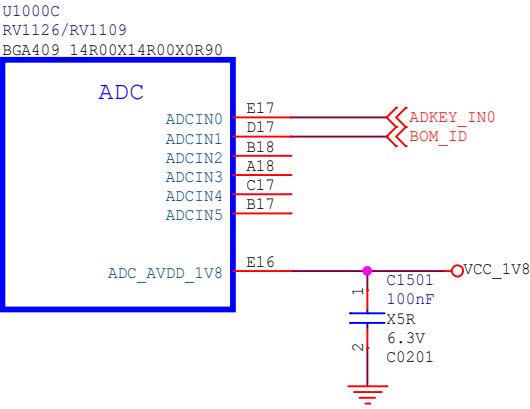 U1000C
RV1126/RV1109
BGA409_14R00X14R00X0R90
ADC
ADCIN0 E17 ADKEY_IN0
ADCIN1 D17 BOM_ID
ADCIN2 B18
ADCIN3 A18
ADCIN4 C17
ADCIN5 B17
ADC_AVDD_1V8 E16 VCC_1V8
C1501
1 100nF
X5R
6.3V
2 C0201